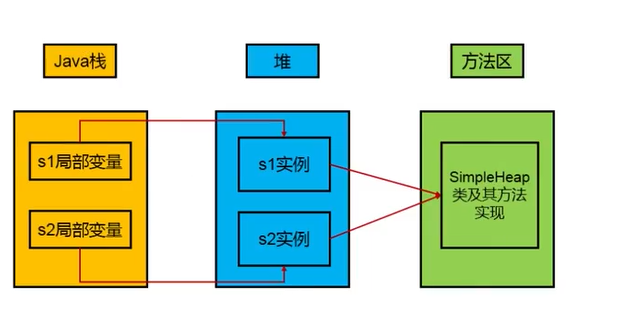 Java栈
堆
方法区
s1局部变量
s2局部变量
s1实例
s2实例
SimpleHeap
类及其方法
实现